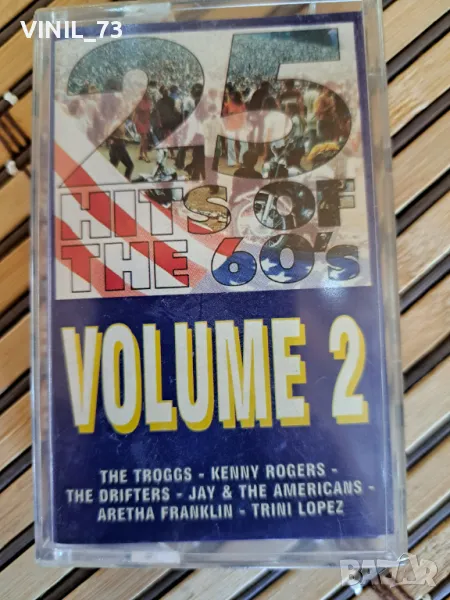 VINIL_73
25
HITS OF
THE 60's
VOLUME 2
THE TROGGS - KENNY ROGERS -
THE DRIFTERS - JAY & THE AMERICANS -
ARETHA FRANKLIN - TRINI LOPEZ
BAZAR